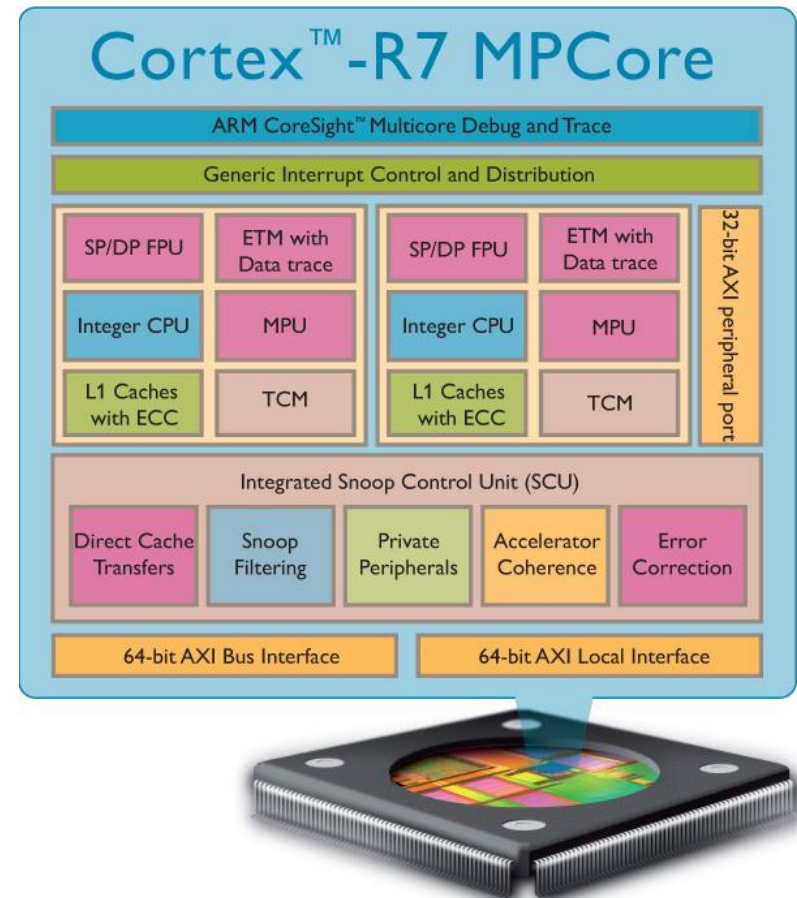 Cortex™-R7 MPCore
ARM CoreSight™ Multicore Debug and Trace
Generic Interrupt Control and Distribution
SP/DP FPU
ETM with
Data trace
Integer CPU
MPU
L1 Caches
with ECC
TCM
SP/DP FPU
ETM with
Data trace
Integer CPU
MPU
L1 Caches
with ECC
TCM
32-bit AXI peripheral port
Integrated Snoop Control Unit (SCU)
Direct Cache
Transfers
Snoop
Filtering
Private
Peripherals
Accelerator
Coherence
Error
Correction
64-bit AXI Bus Interface
64-bit AXI Local Interface